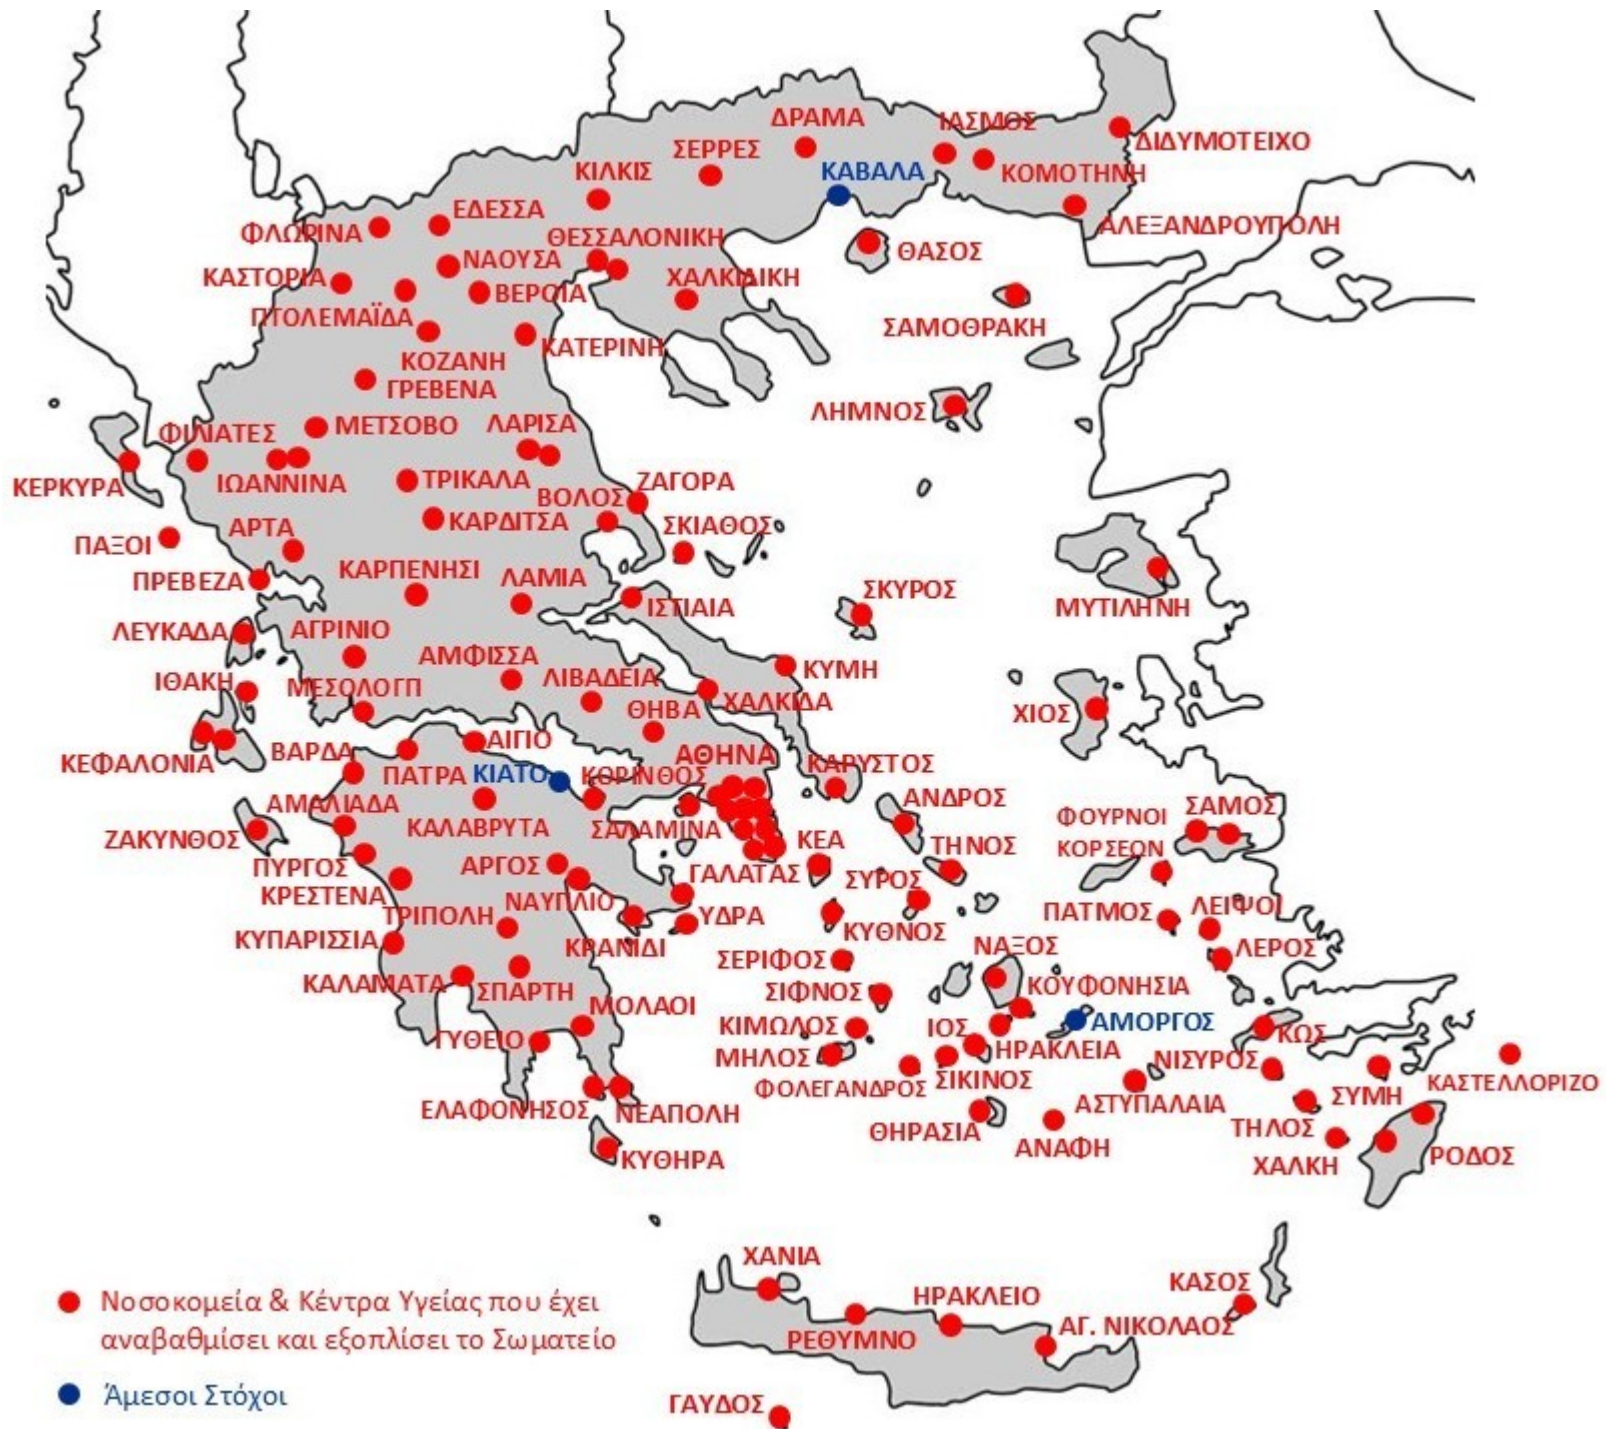 ΔΡΑΜΑ
ΙΑΣΜΟΣ
ΔΙΔΥΜΟΤΕΙΧΟ
ΣΕΡΡΕΣ
ΚΙΛΚΙΣ
ΚΑΒΑΛΑ
ΚΟΜΟΤΗΝΗ
ΕΔΕΣΣΑ
ΑΛΕΞΑΝΔΡΟΥΠΟΛΗ
ΦΛΩΡΙΝΑ
ΘΕΣΣΑΛΟΝΙΚΗ
ΘΑΣΟΣ
ΝΑΟΥΣΑ
ΚΑΣΤΟΡΙΑ
ΧΑΛΚΙΔΙΚΗ
ΒΕΡΟΙΑ
ΠΤΟΛΕΜΑΪΔΑ
ΣΑΜΟΘΡΑΚΗ
ΚΑΤΕΡΙΝΗ
ΚΟΖΑΝΗ
ΓΡΕΒΕΝΑ
ΛΗΜΝΟΣ
ΜΕΤΣΟΒΟ
ΛΑΡΙΣΑ
ΦΙΛΙΑΤΕΣ
ΚΕΡΚΥΡΑ
ΙΩΑΝΝΙΝΑ
ΤΡΙΚΑΛΑ
ΖΑΓΟΡΑ
ΒΟΛΟΣ
ΚΑΡΔΙΤΣΑ
ΣΚΙΑΘΟΣ
ΑΡΤΑ
ΠΑΞΟΙ
ΚΑΡΠΕΝΗΣΙ
ΛΑΜΙΑ
ΠΡΕΒΕΖΑ
ΣΚΥΡΟΣ
ΙΣΤΙΑΙΑ
ΜΥΤΙΛΗΝΗ
ΛΕΥΚΑΔΑ
ΑΓΡΙΝΙΟ
ΑΜΦΙΣΣΑ
ΚΥΜΗ
ΙΘΑΚΗ
ΜΕΣΟΛΟΓΓΙ
ΛΙΒΑΔΕΙΑ
ΧΑΛΚΙΔΑ
ΘΗΒΑ
ΧΙΟΣ
ΑΙΓΙΟ
ΒΑΡΔΑ
ΑΘΗΝΑ
ΚΕΦΑΛΟΝΙΑ
ΠΑΤΡΑ
ΚΙΑΤΟ
ΚΟΡΙΝΘΟΣ
ΚΑΡΥΣΤΟΣ
ΑΜΑΛΙΑΔΑ
ΑΝΔΡΟΣ
ΣΑΜΟΣ
ΦΟΥΡΝΟΙ
ΚΟΡΣΕΩΝ
ΖΑΚΥΝΘΟΣ
ΚΑΛΑΒΡΥΤΑ
ΣΑΛΑΜΙΝΑ
ΚΕΑ
ΤΗΝΟΣ
ΠΥΡΓΟΣ
ΑΡΓΟΣ
ΓΑΛΑΤΑΣ
ΣΥΡΟΣ
ΚΡΕΣΤΕΝΑ
ΝΑΥΠΛΙΟ
ΤΡΙΠΟΛΗ
ΥΔΡΑ
ΠΑΤΜΟΣ
ΛΕΙΨΟΙ
ΚΥΘΝΟΣ
ΚΥΠΑΡΙΣΣΙΑ
ΚΡΑΝΙΔΙ
ΝΑΞΟΣ
ΛΕΡΟΣ
ΣΕΡΙΦΟΣ
ΚΑΛΑΜΑΤΑ
ΣΠΑΡΤΗ
ΣΙΦΝΟΣ
ΚΟΥΦΟΝΗΣΙΑ
ΜΟΛΑΟΙ
ΚΙΜΩΛΟΣ
ΙΟΣ
ΑΜΟΡΓΟΣ
ΓΥΘΕΙΟ
ΚΩΣ
ΜΗΛΟΣ
ΗΡΑΚΛΕΙΑ
ΝΙΣΥΡΟΣ
ΦΟΛΕΓΑΝΔΡΟΣ
ΣΙΚΙΝΟΣ
ΚΑΣΤΕΛΛΟΡΙΖΟ
ΣΥΜΗ
ΑΣΤΥΠΑΛΑΙΑ
ΕΛΑΦΟΝΗΣΟΣ
ΝΕΑΠΟΛΗ
ΘΗΡΑΣΙΑ
ΑΝΑΦΗ
ΤΗΛΟΣ
ΧΑΛΚΗ
ΡΟΔΟΣ
ΚΥΘΗΡΑ
ΧΑΝΙΑ
ΚΑΣΟΣ
ΗΡΑΚΛΕΙΟ
ΡΕΘΥΜΝΟ
ΑΓ. ΝΙΚΟΛΑΟΣ
ΓΑΥΔΟΣ
Νοσοκομεία & Κέντρα Υγείας που έχει
αναβαθμίσει και εξοπλίσει το Σωματείο
Άμεσοι Στόχοι